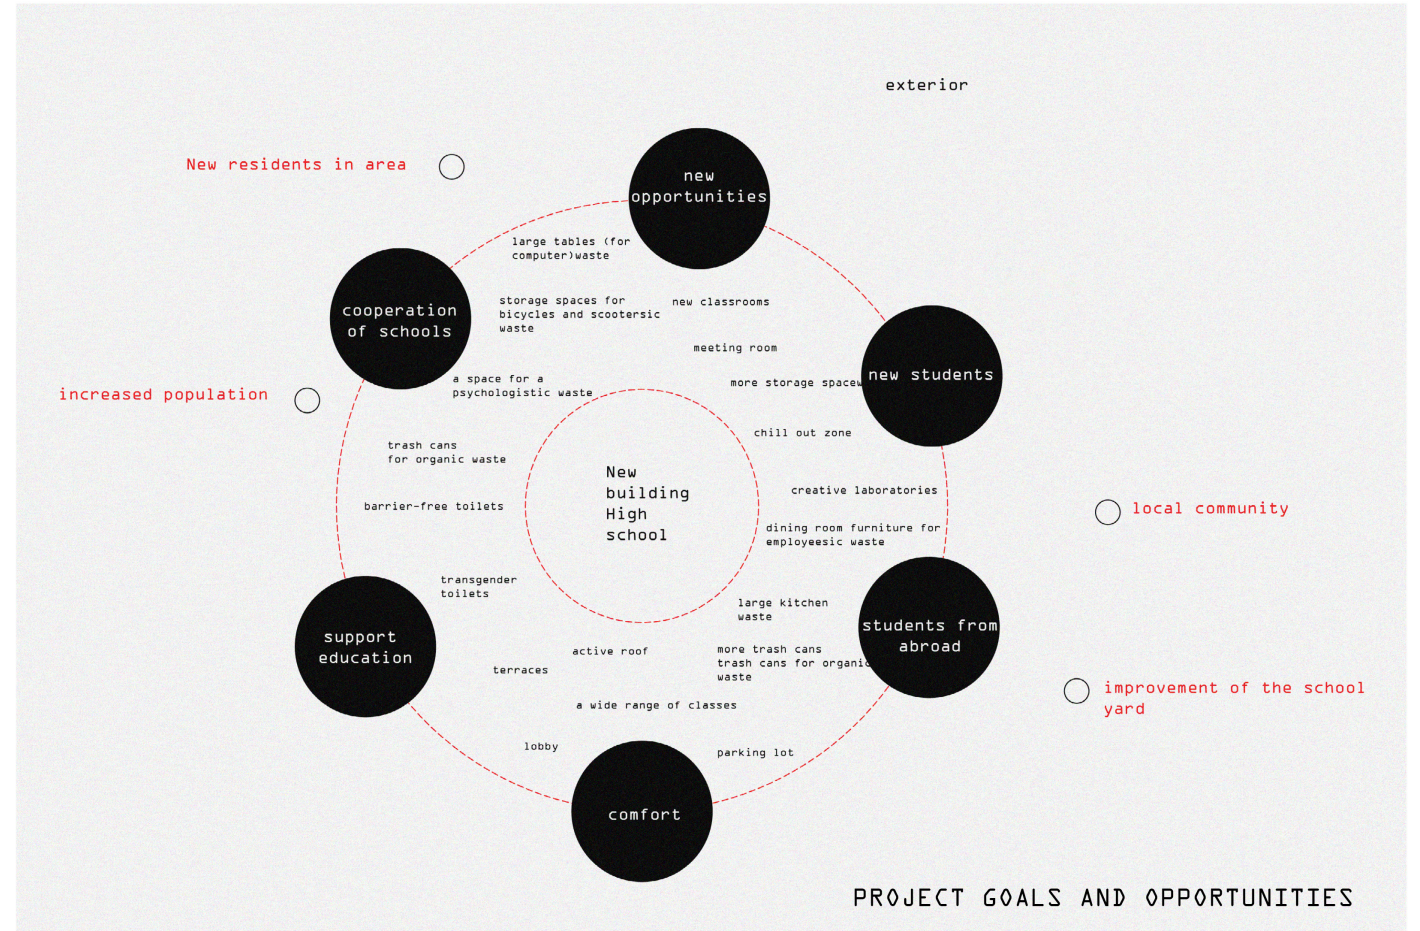 exterior
New residents in area
new
opportunities
large tables (for
computer)waste
cooperation
of schools
storage spaces for
bicycles and scootersic
waste
new classrooms
meeting room
more storage spacew
new students
a space for a
psychologistic waste
increased population
chill out zone
trash cans
for organic waste
New
building
High
school
creative laboratories
barrier-free toilets
local community
dining room furniture for
employeesic waste
transgender
toilets
large kitchen
waste
students from
abroad
support
education
active roof
terraces
more trash cans
trash cans for organic
waste
improvement of the school
yard
a wide range of classes
lobby
parking lot
comfort
PROJECT GOALS AND OPPORTUNITIES